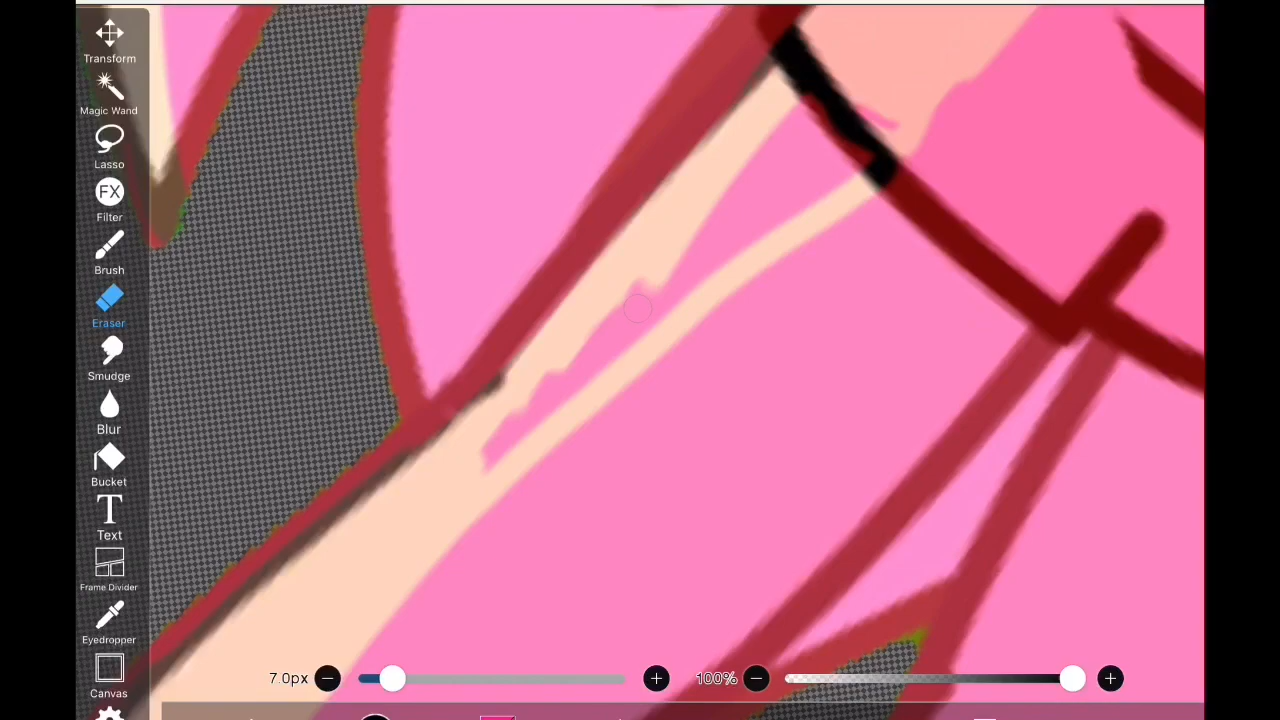 Transform
Magic Wand
Lasso
FX
Filter
Brush
Eraser
Smudge
Blur
Bucket
T
Text
Frame Divider
Eyedropper
Canvas
7.0px
100%